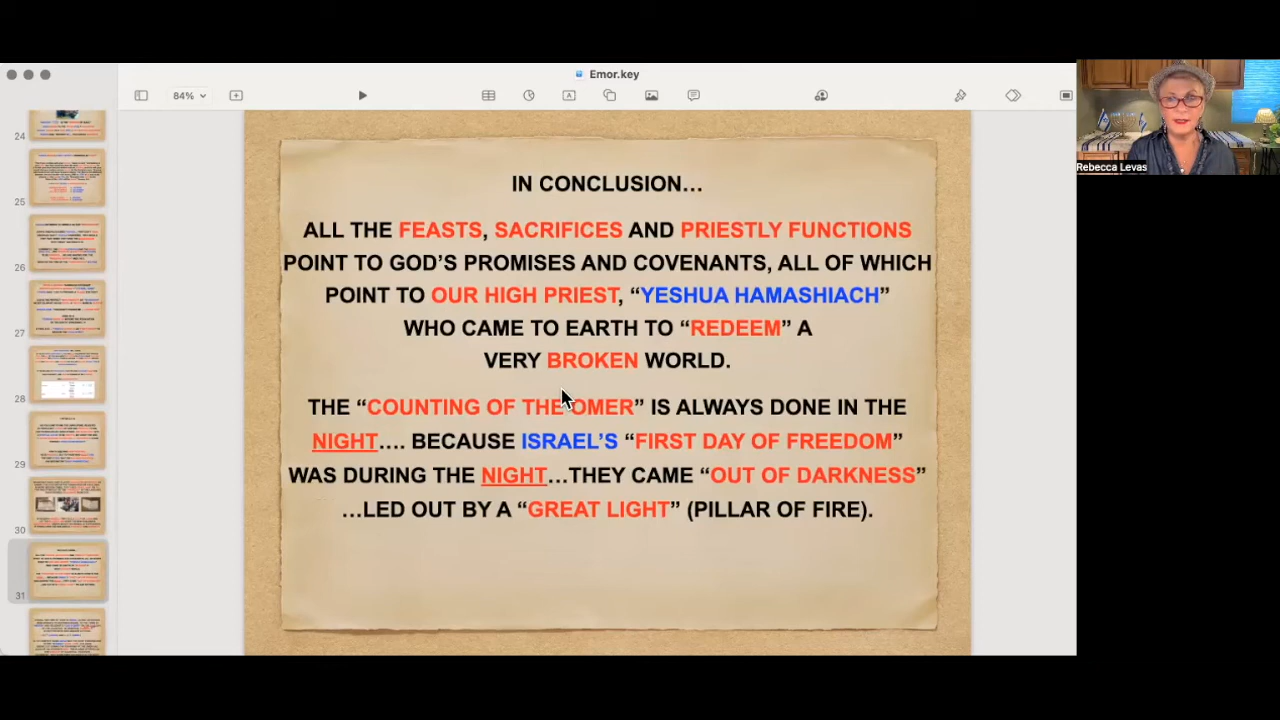 Emor.key
84%
24
25
26
27
28
29
30
31
IN CONCLUSION…
ALL THE FEASTS, SACRIFICES AND PRIESTLY FUNCTIONS
POINT TO GOD’S PROMISES AND COVENANTS, ALL OF WHICH
POINT TO OUR HIGH PRIEST, “YESHUA HAMASHIACH”
WHO CAME TO EARTH TO “REDEEM” A
VERY BROKEN WORLD.
THE “COUNTING OF THE OMER” IS ALWAYS DONE IN THE
NIGHT…. BECAUSE ISRAEL’S “FIRST DAY OF FREEDOM”
WAS DURING THE NIGHT…THEY CAME “OUT OF DARKNESS”
…LED OUT BY A “GREAT LIGHT” (PILLAR OF FIRE).
Rebecca Levas